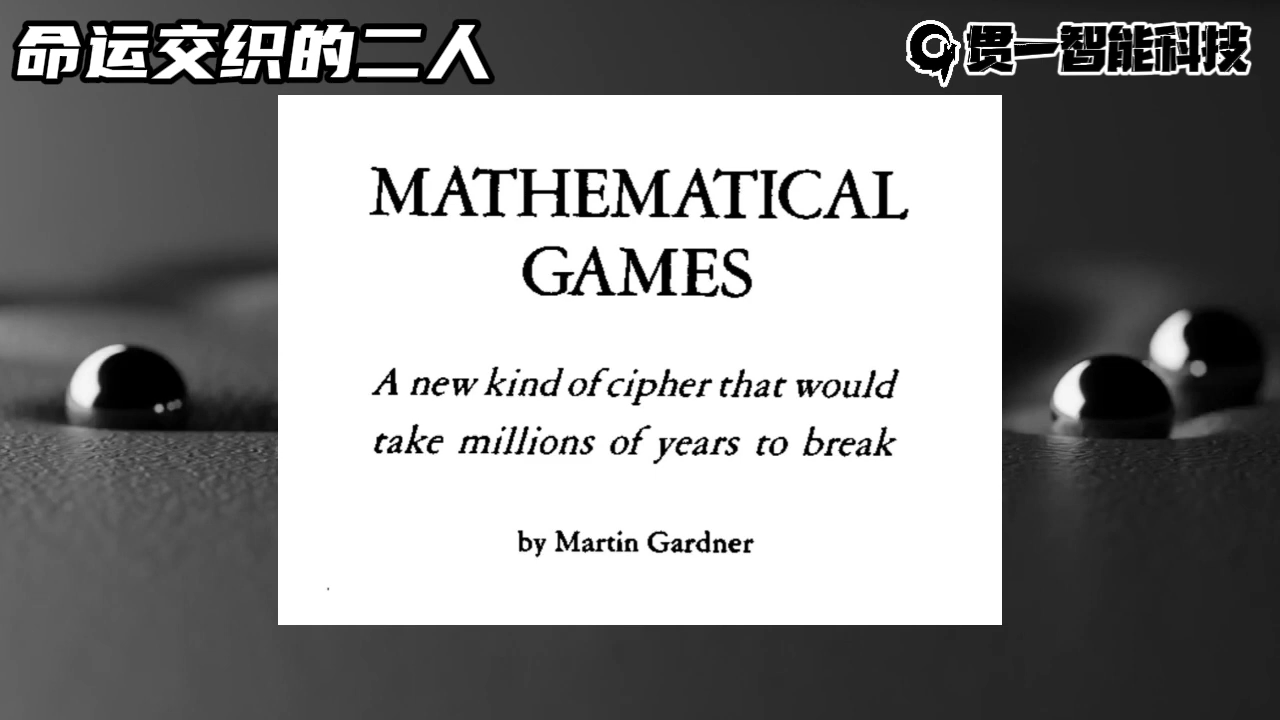 命运交织的二人
贯一智能科技
MATHEMATICAL
GAMES
A new kind of cipher that would
take millions of years to break
by Martin Gardner